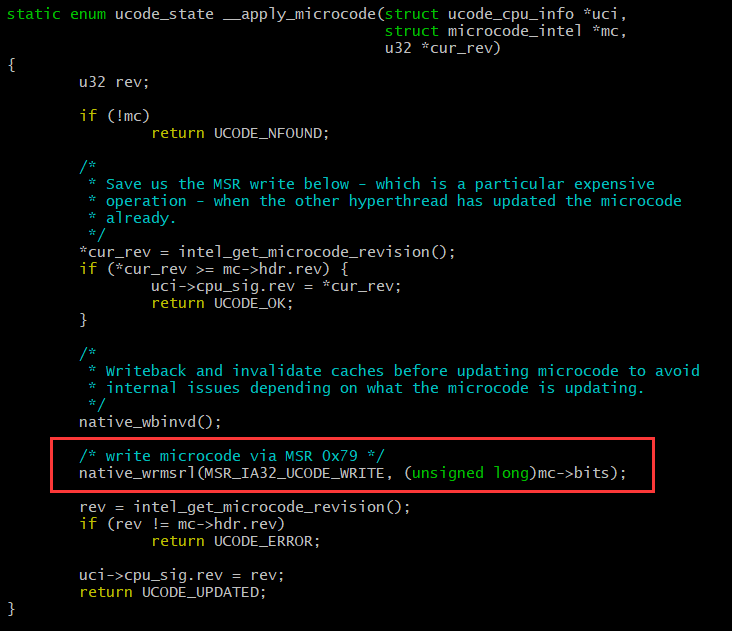 static enum ucode_state __apply_microcode(struct ucode_cpu_info *uci,
                                          struct microcode_intel *mc,
                                          u32 *cur_rev)
{
        u32 rev;

        if (!mc)
                return UCODE_NFOUND;

        /*
         * Save us the MSR write below - which is a particular expensive
         * operation - when the other hyperthread has updated the microcode
         * already.
         */
        *cur_rev = intel_get_microcode_revision();
        if (*cur_rev >= mc->hdr.rev) {
                uci->cpu_sig.rev = *cur_rev;
                return UCODE_OK;
        }

        /*
         * Writeback and invalidate caches before updating microcode to avoid
         * internal issues depending on what the microcode is updating.
         */
        native_wbinvd();

        /* write microcode via MSR 0x79 */
        native_wrmsrl(MSR_IA32_UCODE_WRITE, (unsigned long)mc->bits);

        rev = intel_get_microcode_revision();
        if (rev != mc->hdr.rev)
                return UCODE_ERROR;

        uci->cpu_sig.rev = rev;
        return UCODE_UPDATED;
}